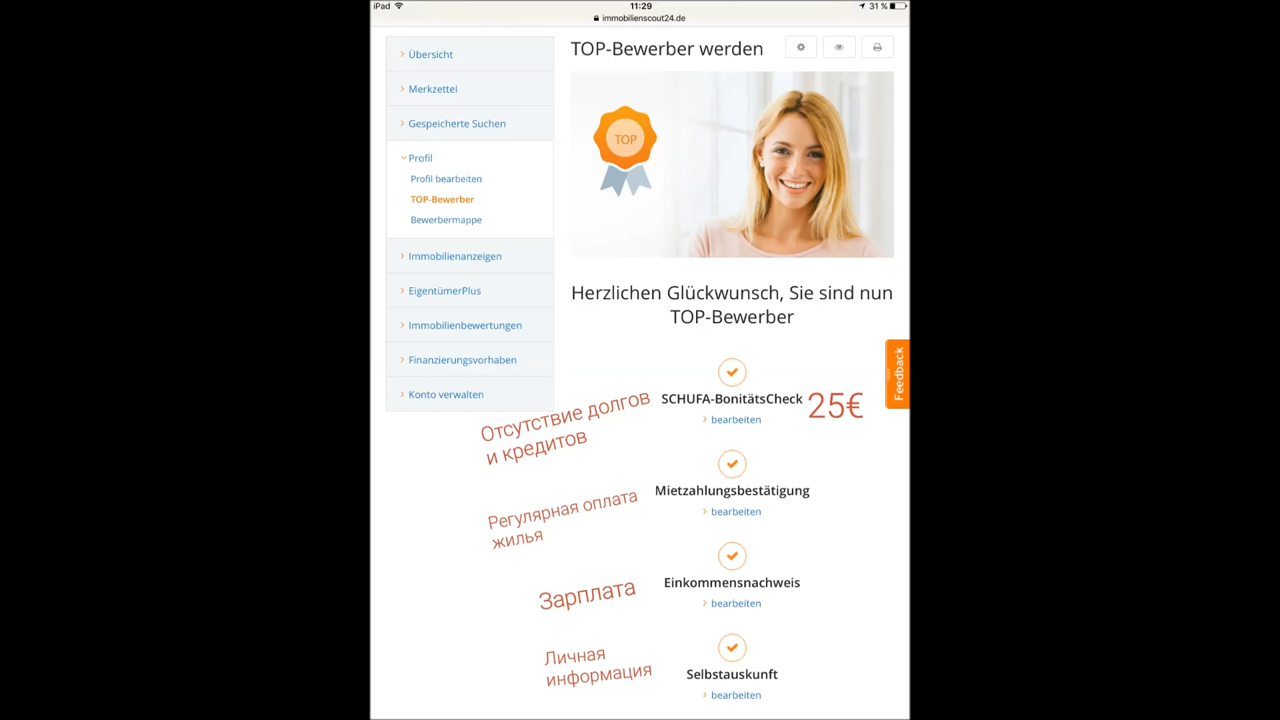 iPad 11:29 31 %
immobilienscout24.de
Übersicht
Merkzettel
Gespeicherte Suchen
Profil
Profil bearbeiten
TOP-Bewerber
Bewerbermappe
Immobilienanzeigen
EigentümerPlus
Immobilienbewertungen
Finanzierungsvorhaben
Konto verwalten
TOP-Bewerber werden
TOP
Herzlichen Glückwunsch, Sie sind nun
TOP-Bewerber
Feedback
SCHUFA-BonitätsCheck 25€
bearbeiten
Отсутствие долгов
и кредитов
Mietzahlungsbestätigung
bearbeiten
Регулярная оплата
жилья
Einkommensnachweis
bearbeiten
Зарплата
Selbstauskunft
bearbeiten
Личная
информация